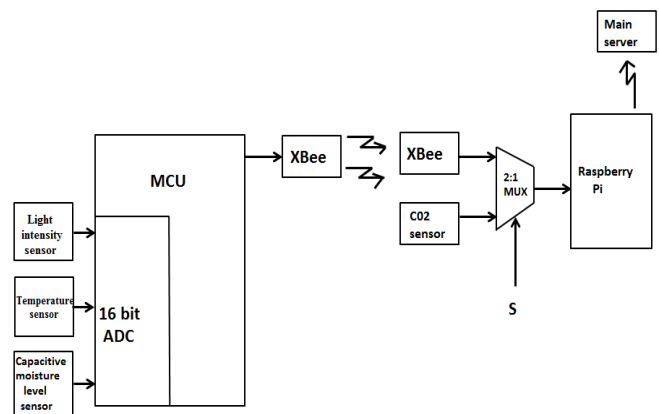 Main
server
MCU
XBee
XBee
2:1
MUX
Raspberry
Pi
C02
sensor
S
Light
intensity
sensor
Temperature
sensor
16 bit
ADC
Capacitive
moisture
level
sensor